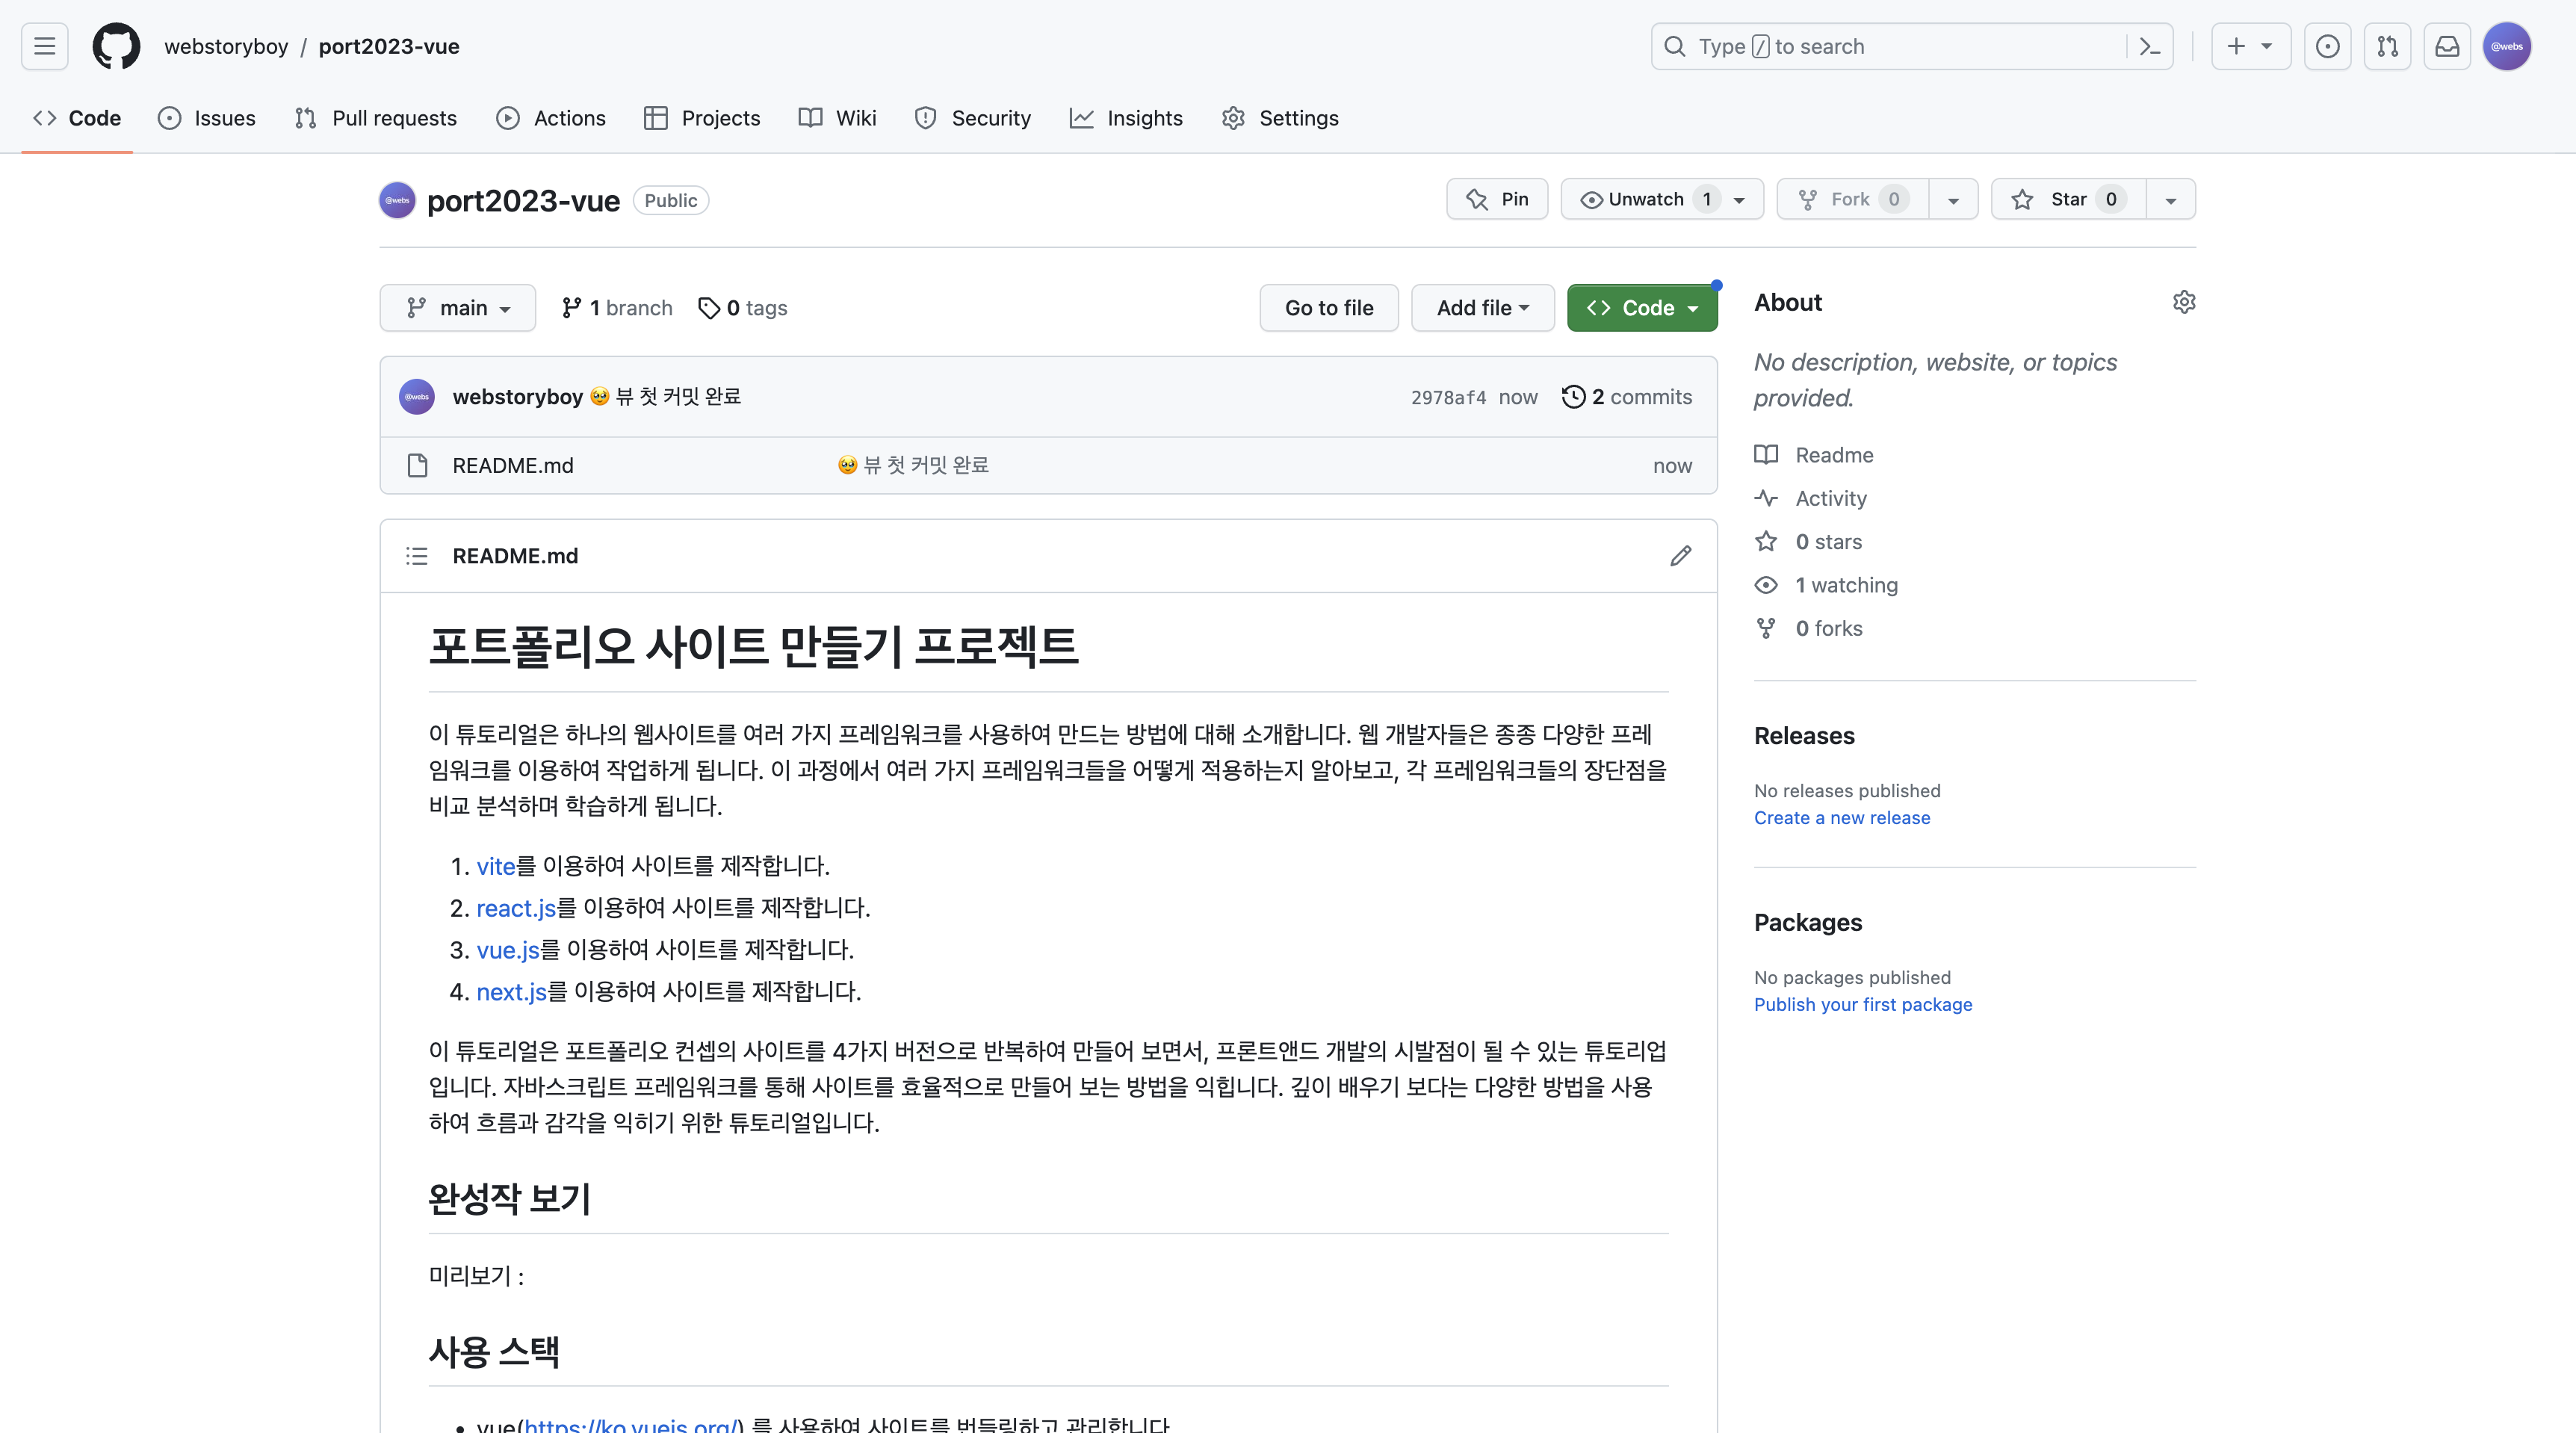 webstoryboy / port2023-vue
Type / to search
@webs
Code Issues Pull requests Actions Projects Wiki Security Insights Settings
@webs port2023-vue Public
Pin Unwatch 1 Fork 0 Star 0
main 1 branch 0 tags Go to file Add file Code
@webs webstoryboy 🥹 뷰 첫 커밋 완료 2978af4 now 2 commits
README.md 🥹 뷰 첫 커밋 완료 now
README.md
포트폴리오 사이트 만들기 프로젝트
이 튜토리얼은 하나의 웹사이트를 여러 가지 프레임워크를 사용하여 만드는 방법에 대해 소개합니다. 웹 개발자들은 종종 다양한 프레
임워크를 이용하여 작업하게 됩니다. 이 과정에서 여러 가지 프레임워크들을 어떻게 적용하는지 알아보고, 각 프레임워크들의 장단점을
비교 분석하며 학습하게 됩니다.
1. vite를 이용하여 사이트를 제작합니다.
2. react.js를 이용하여 사이트를 제작합니다.
3. vue.js를 이용하여 사이트를 제작합니다.
4. next.js를 이용하여 사이트를 제작합니다.
이 튜토리얼은 포트폴리오 컨셉의 사이트를 4가지 버전으로 반복하여 만들어 보면서, 프론트앤드 개발의 시발점이 될 수 있는 튜토리업
입니다. 자바스크립트 프레임워크를 통해 사이트를 효율적으로 만들어 보는 방법을 익힙니다. 깊이 배우기 보다는 다양한 방법을 사용
하여 흐름과 감각을 익히기 위한 튜토리얼입니다.
완성작 보기
미리보기 :
사용 스택
vue(https://ko.vuejs.org/) 를 사용하여 사이트를 번들링하고 관리합니다
About
No description, website, or topics
provided.
Readme
Activity
0 stars
1 watching
0 forks
Releases
No releases published
Create a new release
Packages
No packages published
Publish your first package